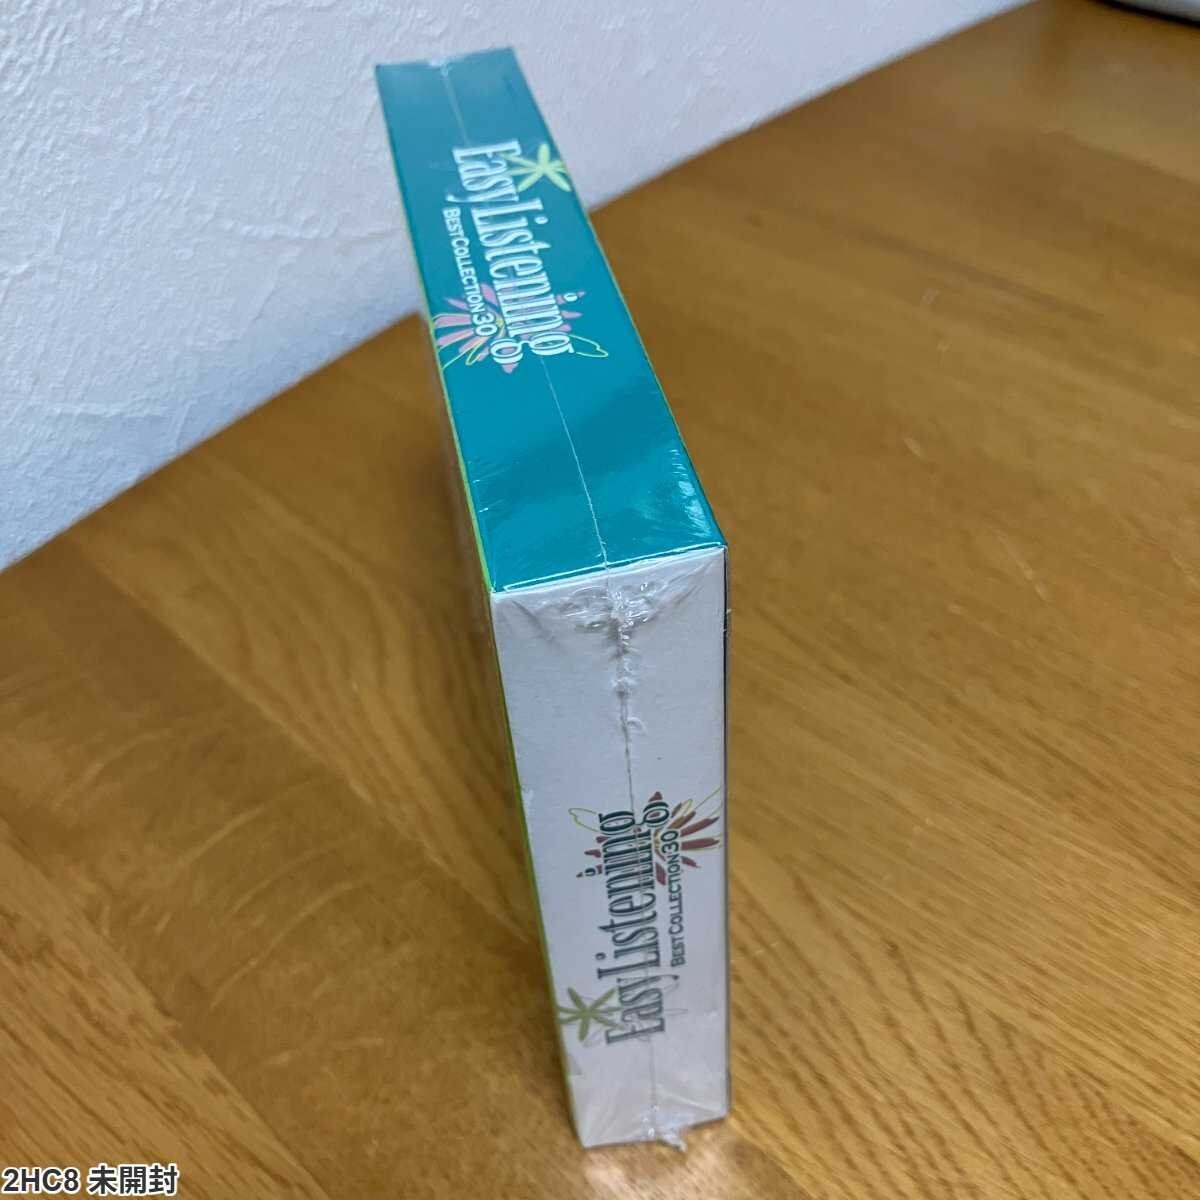 Easy Listening
BEST COLLECTION 30
Easy Listening
BEST COLLECTION 30
2HC8 未開封